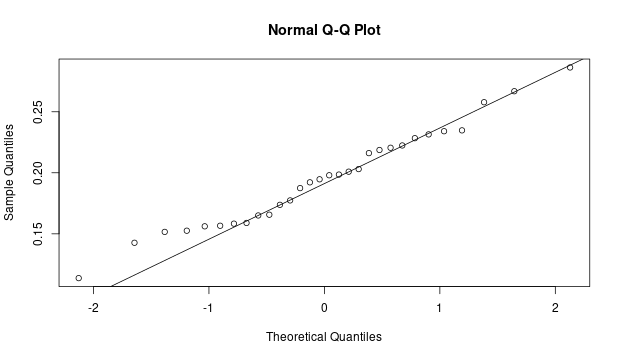 Normal Q-Q Plot
0.25
0.20
0.15
Sample Quantiles
-2 -1 0 1 2
Theoretical Quantiles